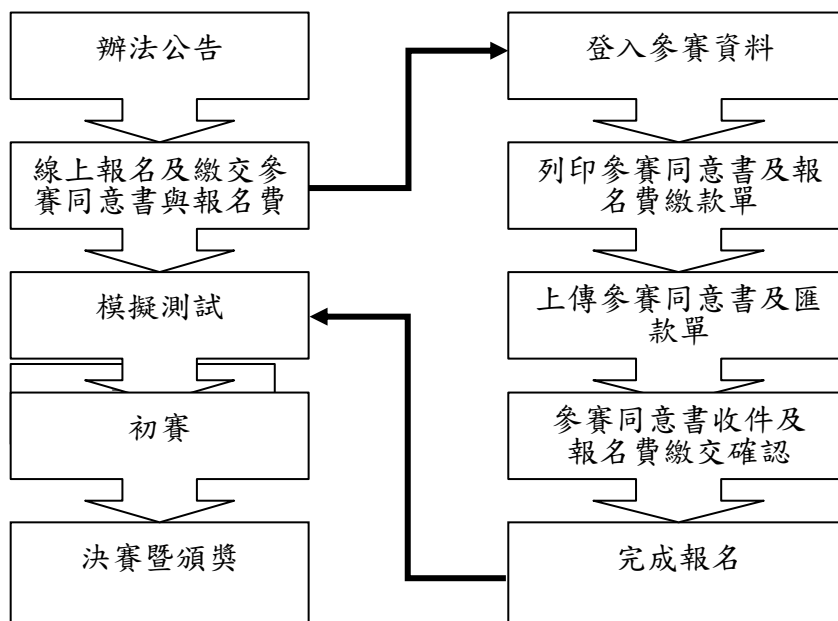 辦法公告
線上報名及繳交參
賽同意書與報名費
模擬測試
初賽
決賽暨頒獎
登入參賽資料
列印參賽同意書及報
名費繳款單
上傳參賽同意書及匯
款單
參賽同意書收件及
報名費繳交確認
完成報名